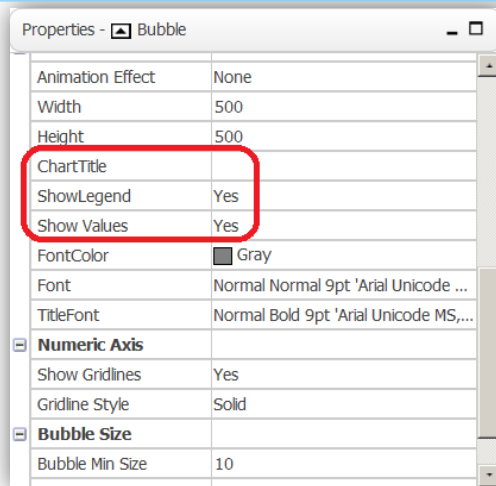 Properties - Bubble
Animation Effect None
Width 500
Height 500
ChartTitle
ShowLegend Yes
Show Values Yes
FontColor Gray
Font Normal Normal 9pt 'Arial Unicode ...
TitleFont Normal Bold 9pt 'Arial Unicode MS,...
Numeric Axis
Show Gridlines Yes
Gridline Style Solid
Bubble Size
Bubble Min Size 10